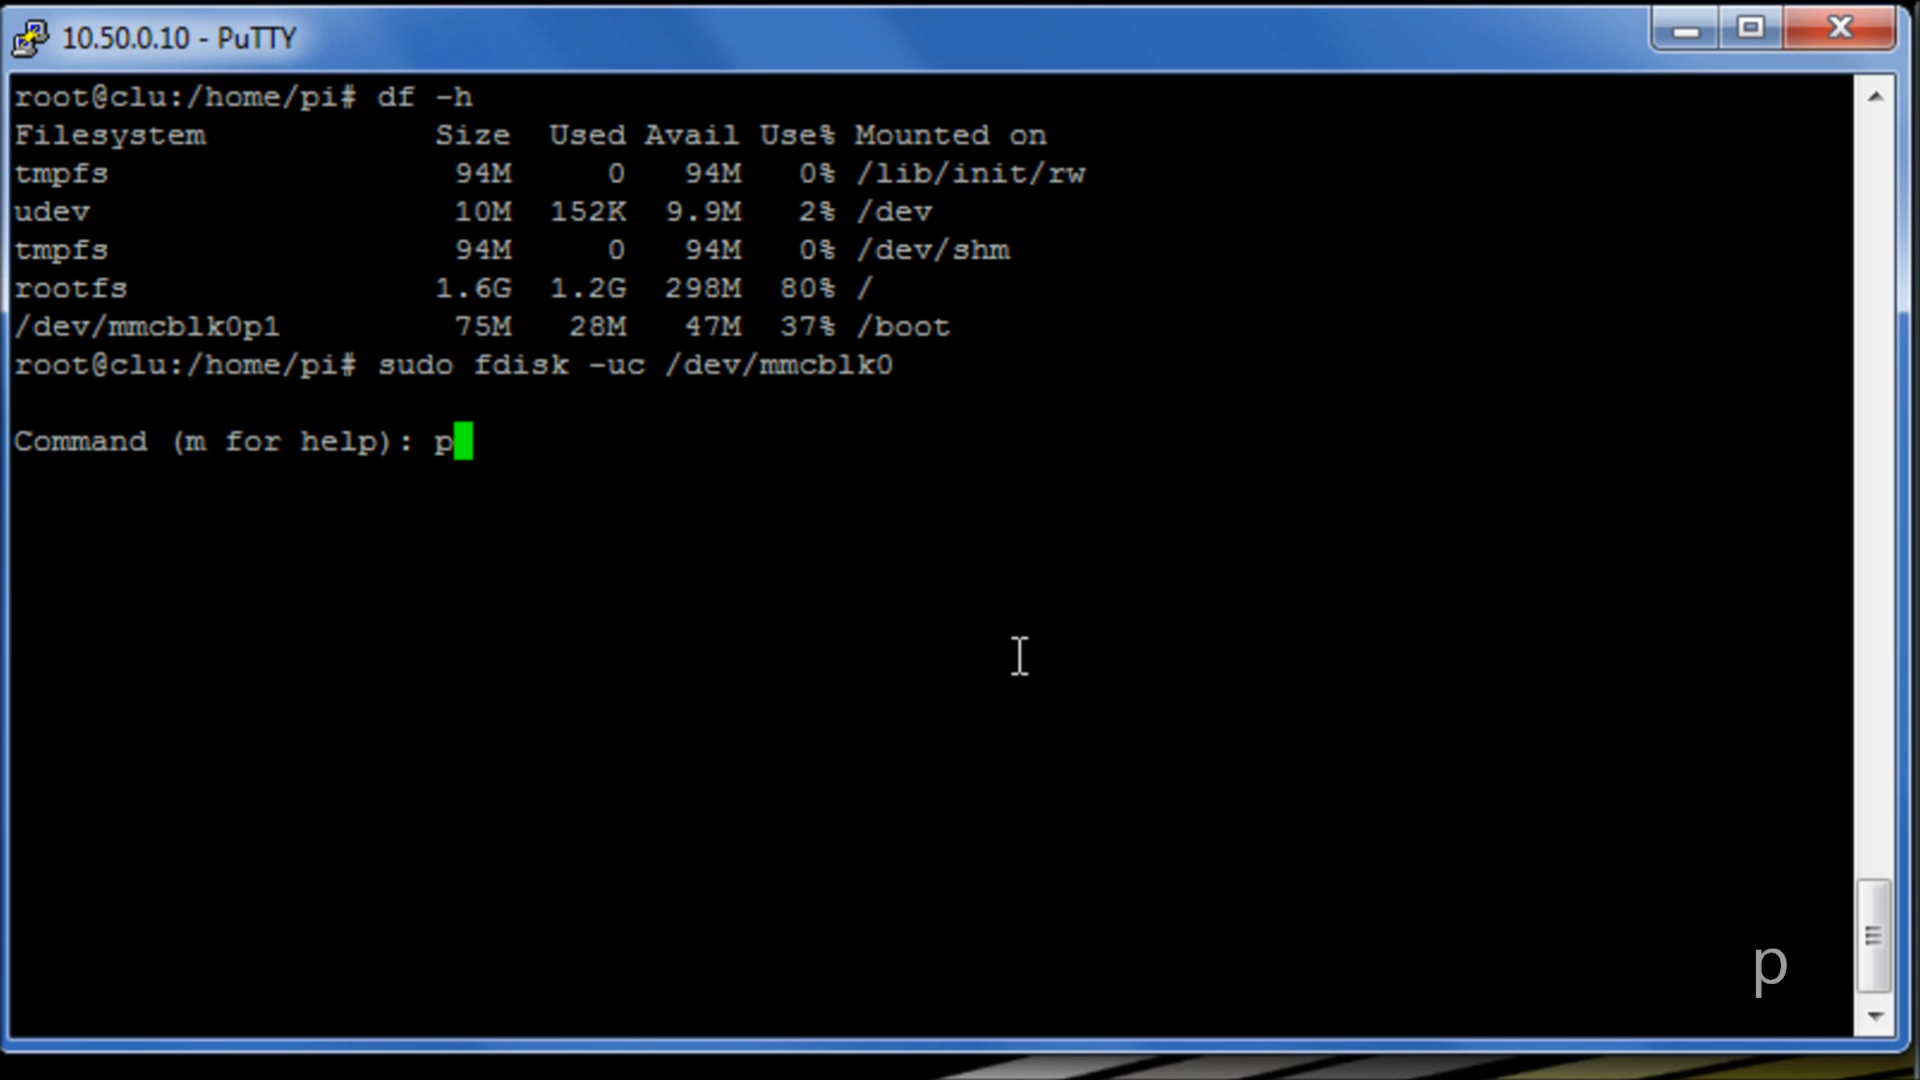 10.50.0.10 - PuTTY
root@clu:/home/pi# df -h
Filesystem            Size  Used Avail Use% Mounted on
tmpfs                  94M     0   94M   0% /lib/init/rw
udev                   10M  152K  9.9M   2% /dev
tmpfs                  94M     0   94M   0% /dev/shm
rootfs                1.6G  1.2G  298M  80% /
/dev/mmcblk0p1         75M   28M   47M  37% /boot
root@clu:/home/pi# sudo fdisk -uc /dev/mmcblk0
Command (m for help): p
p